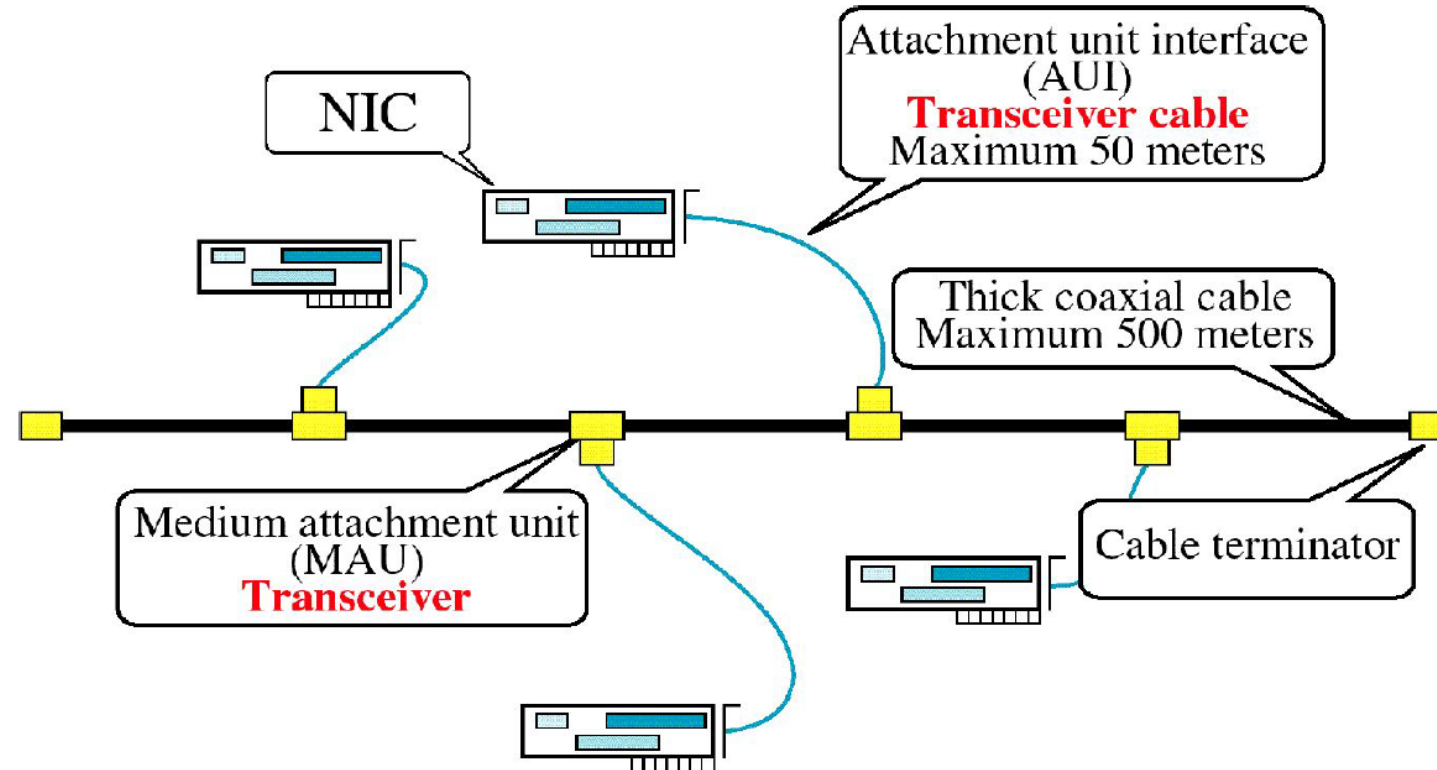 Attachment unit interface
(AUI)
Transceiver cable
Maximum 50 meters
NIC
Thick coaxial cable
Maximum 500 meters
Medium attachment unit
(MAU)
Transceiver
Cable terminator